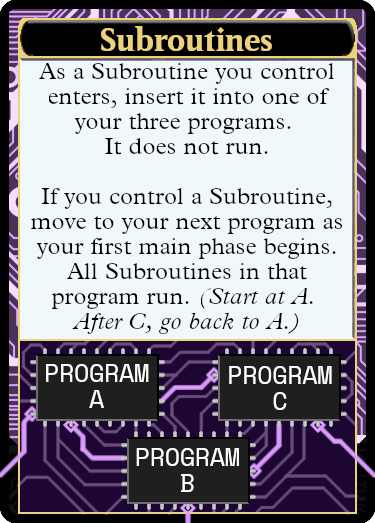 Subroutines
As a Subroutine you control
enters, insert it into one of
your three programs.
It does not run.
If you control a Subroutine,
move to your next program as
your first main phase begins.
All Subroutines in that
program run. (Start at A.
After C, go back to A.)
PROGRAM
A
PROGRAM
C
PROGRAM
B